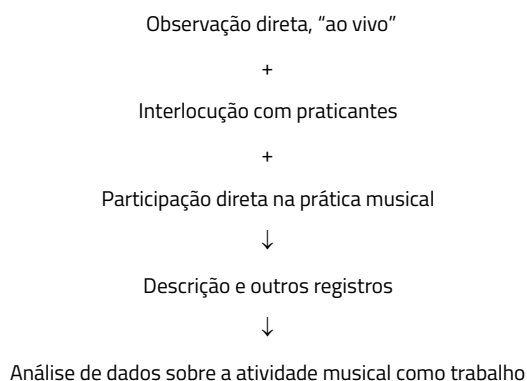 Observação direta, “ao vivo”
+
Interlocução com praticantes
+
Participação direta na prática musical
↓
Descrição e outros registros
↓
Análise de dados sobre a atividade musical como trabalho